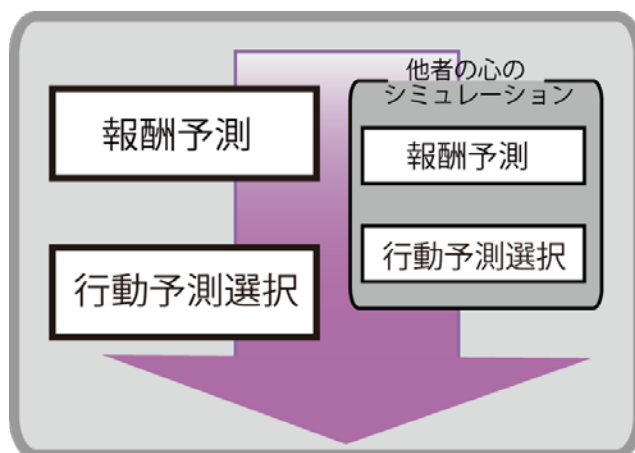 報酬予測
行動予測選択
他者の心の
シミュレーション
報酬予測
行動予測選択